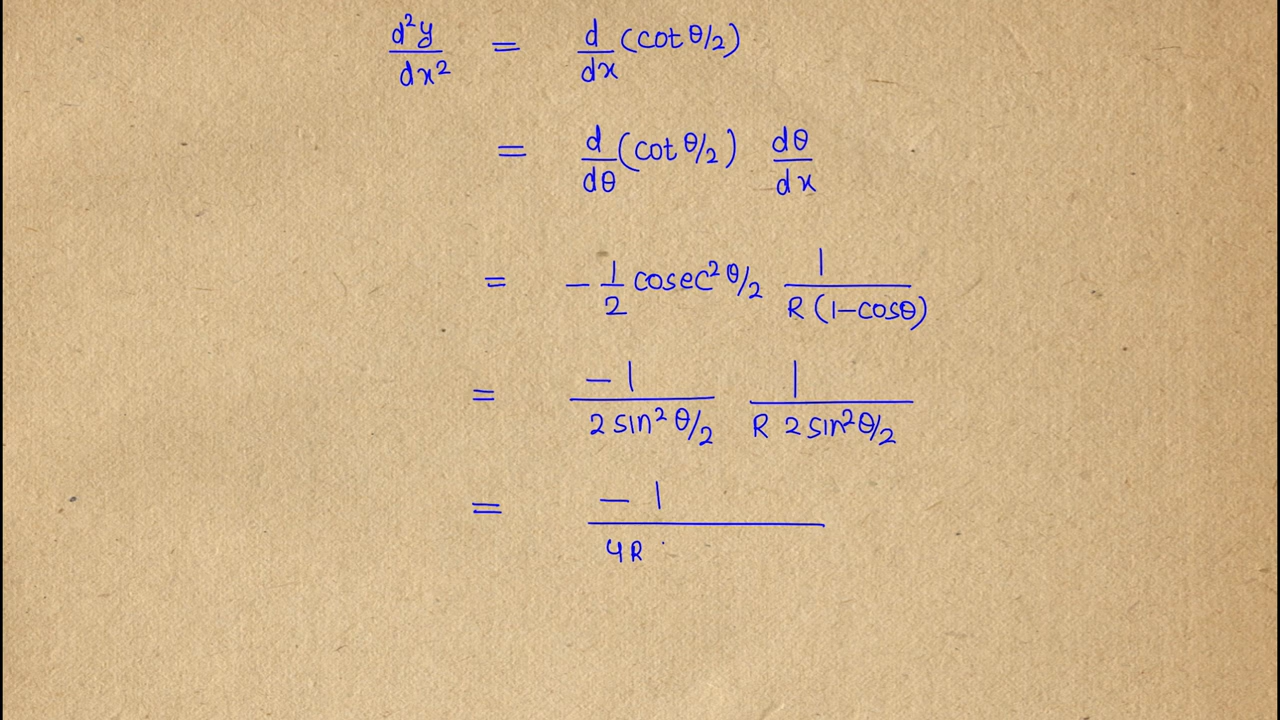 d²y/dx² = d/dx (cot θ/2)
= d/dθ (cot θ/2) dθ/dx
= -1/2 cosec² θ/2 1/(R (1-cosθ))
= -1/(2 sin² θ/2) 1/(R 2 sin² θ/2)
= -1/(4R